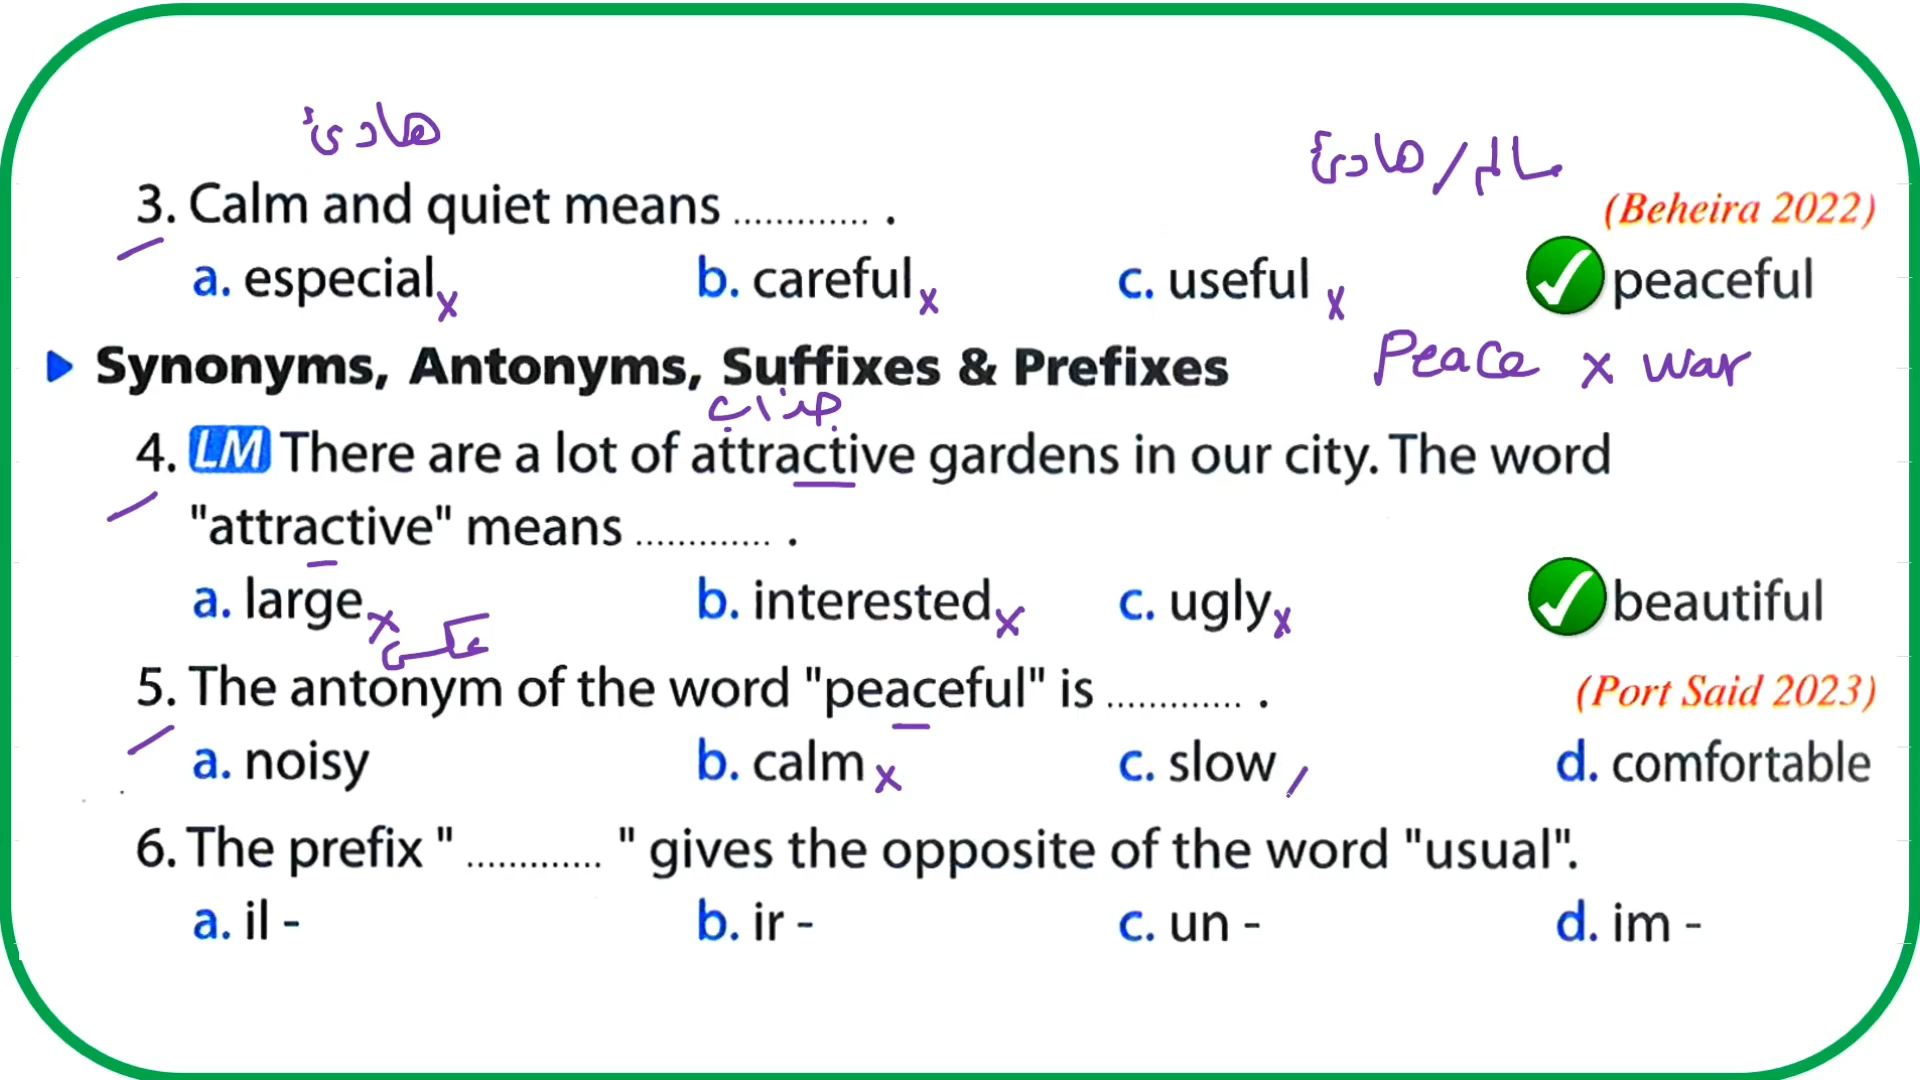 هادئ
سالم/هادئ
3. Calm and quiet means ............. .
(Beheira 2022)
a. especial x b. careful x c. useful x ✓ peaceful
Synonyms, Antonyms, Suffixes & Prefixes
Peace x war
جذاب
4. LM There are a lot of attractive gardens in our city. The word
"attractive" means ............. .
a. large x b. interested x c. ugly x ✓ beautiful
عكس
5. The antonym of the word "peaceful" is ............. .
(Port Said 2023)
a. noisy b. calm x c. slow / d. comfortable
6. The prefix " ............. " gives the opposite of the word "usual".
a. il - b. ir - c. un - d. im -